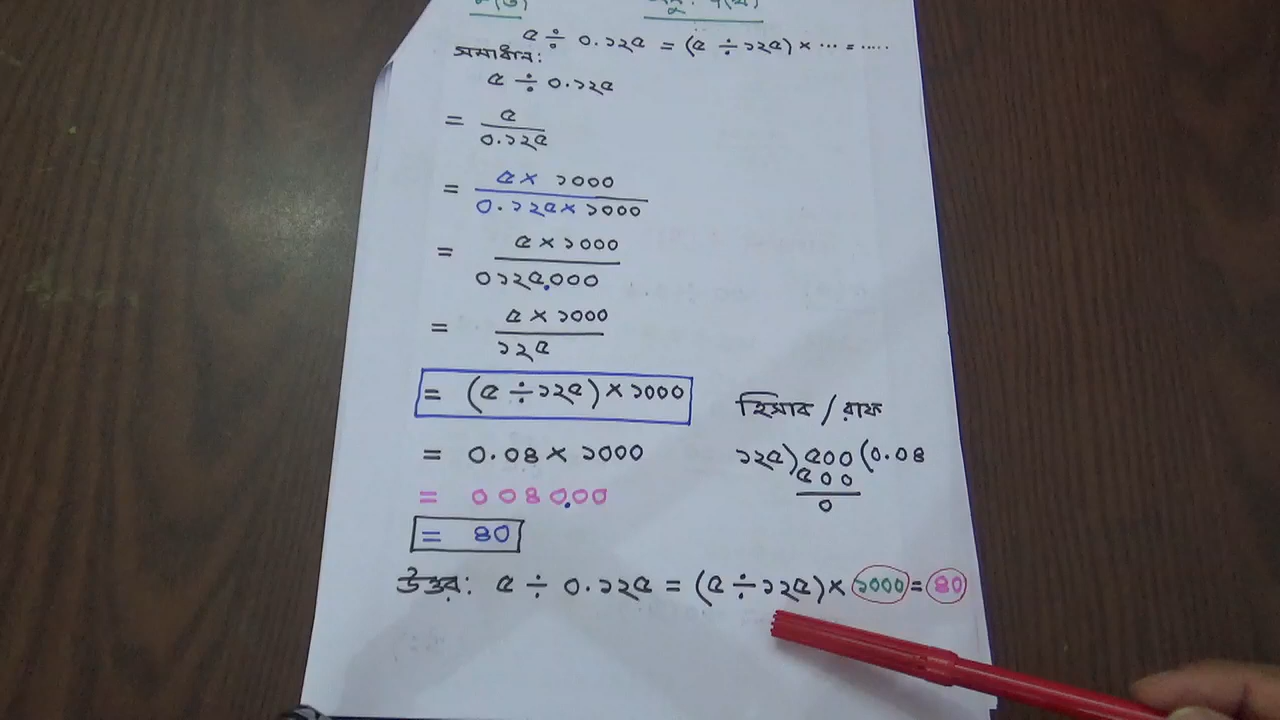 ৫ ÷ ০.১২৫ = (৫ ÷ ১২৫) × ... = .....
সমাধান:
৫ ÷ ০.১২৫
= ৫
০.১২৫
= ৫ × ১০০০
০.১২৫ × ১০০০
= ৫ × ১০০০
০১২৫.০০০
= ৫ × ১০০০
১২৫
= (৫ ÷ ১২৫) × ১০০০
= ০.০৪ × ১০০০
= ০০৪০.০০
= ৪০
হিসাব / রাফ
১২৫) ৫০০ (০.০৪
৫০০
০
উত্তর: ৫ ÷ ০.১২৫ = (৫ ÷ ১২৫) × ১০০০ = ৪০